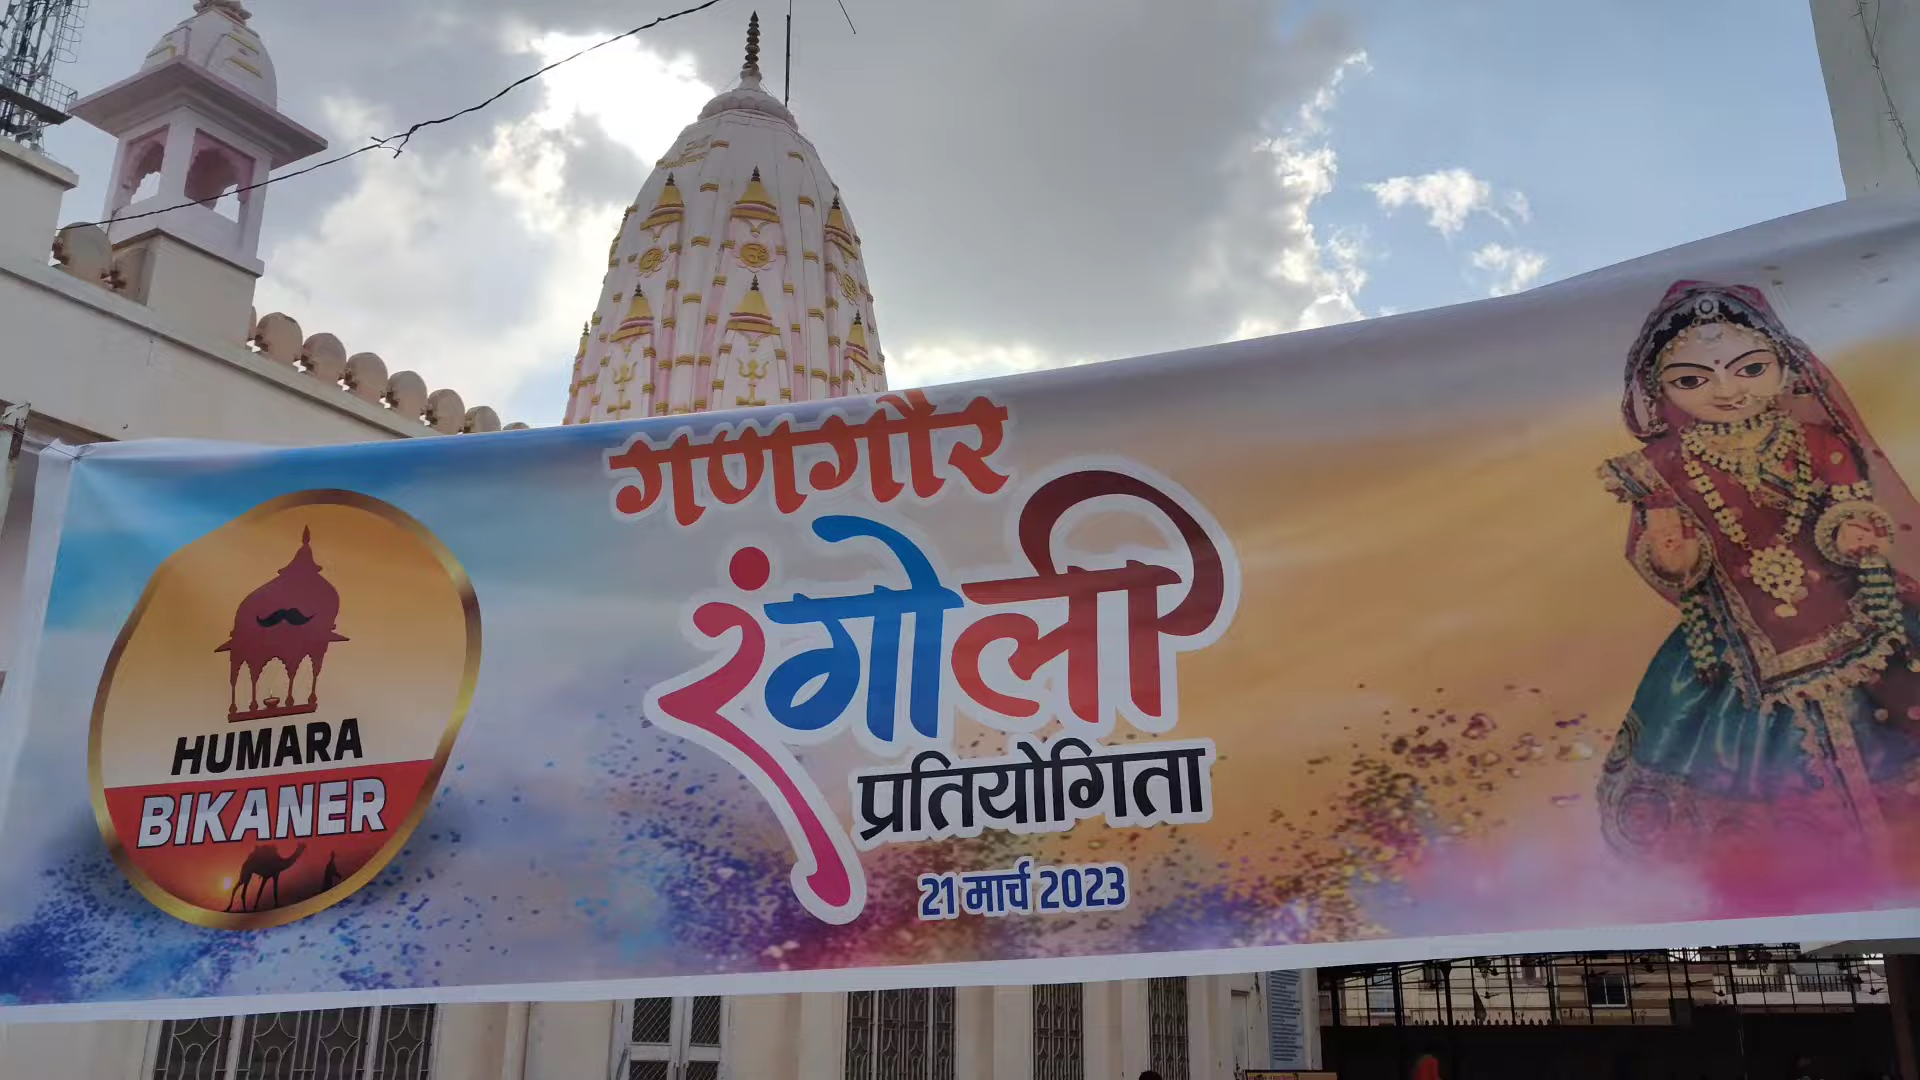 गणगौर
रंगोली
प्रतियोगिता
21 मार्च 2023
HUMARA
BIKANER